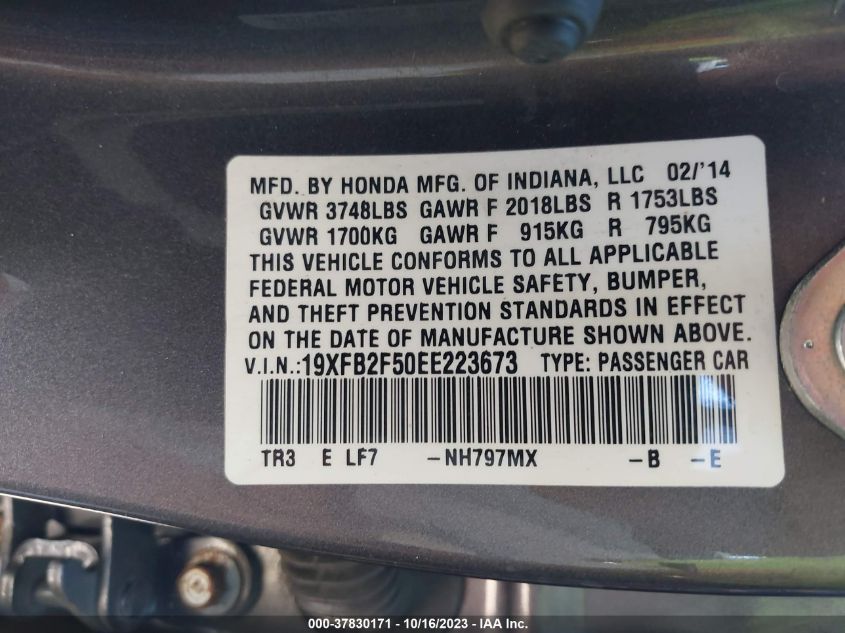 MFD. BY HONDA MFG. OF INDIANA, LLC 02/'14
GVWR 3748LBS GAWR F 2018LBS R 1753LBS
GVWR 1700KG GAWR F 915KG R 795KG
THIS VEHICLE CONFORMS TO ALL APPLICABLE
FEDERAL MOTOR VEHICLE SAFETY, BUMPER,
AND THEFT PREVENTION STANDARDS IN EFFECT
ON THE DATE OF MANUFACTURE SHOWN ABOVE.
V.I.N.:19XFB2F50EE223673 TYPE: PASSENGER CAR
TR3 E LF7 -NH797MX -B -E
000-37830171 - 10/16/2023 - IAA Inc.